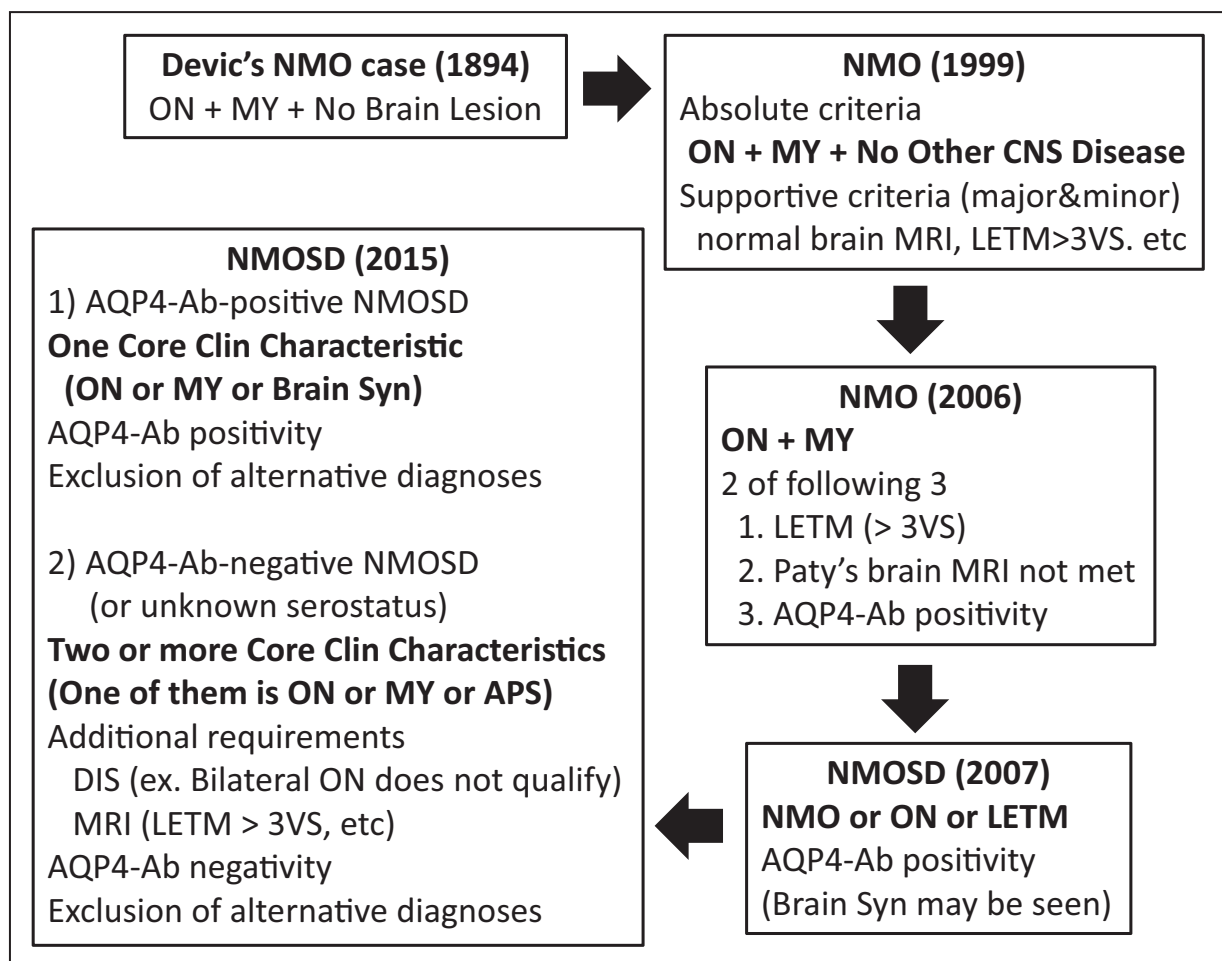 Devic's NMO case (1894)
ON + MY + No Brain Lesion
NMO (1999)
Absolute criteria
ON + MY + No Other CNS Disease
Supportive criteria (major&minor)
normal brain MRI, LETM>3VS. etc
NMO (2006)
ON + MY
2 of following 3
1. LETM (> 3VS)
2. Paty's brain MRI not met
3. AQP4-Ab positivity
NMOSD (2007)
NMO or ON or LETM
AQP4-Ab positivity
(Brain Syn may be seen)
NMOSD (2015)
1) AQP4-Ab-positive NMOSD
One Core Clin Characteristic
(ON or MY or Brain Syn)
AQP4-Ab positivity
Exclusion of alternative diagnoses
2) AQP4-Ab-negative NMOSD
(or unknown serostatus)
Two or more Core Clin Characteristics
(One of them is ON or MY or APS)
Additional requirements
DIS (ex. Bilateral ON does not qualify)
MRI (LETM > 3VS, etc)
AQP4-Ab negativity
Exclusion of alternative diagnoses